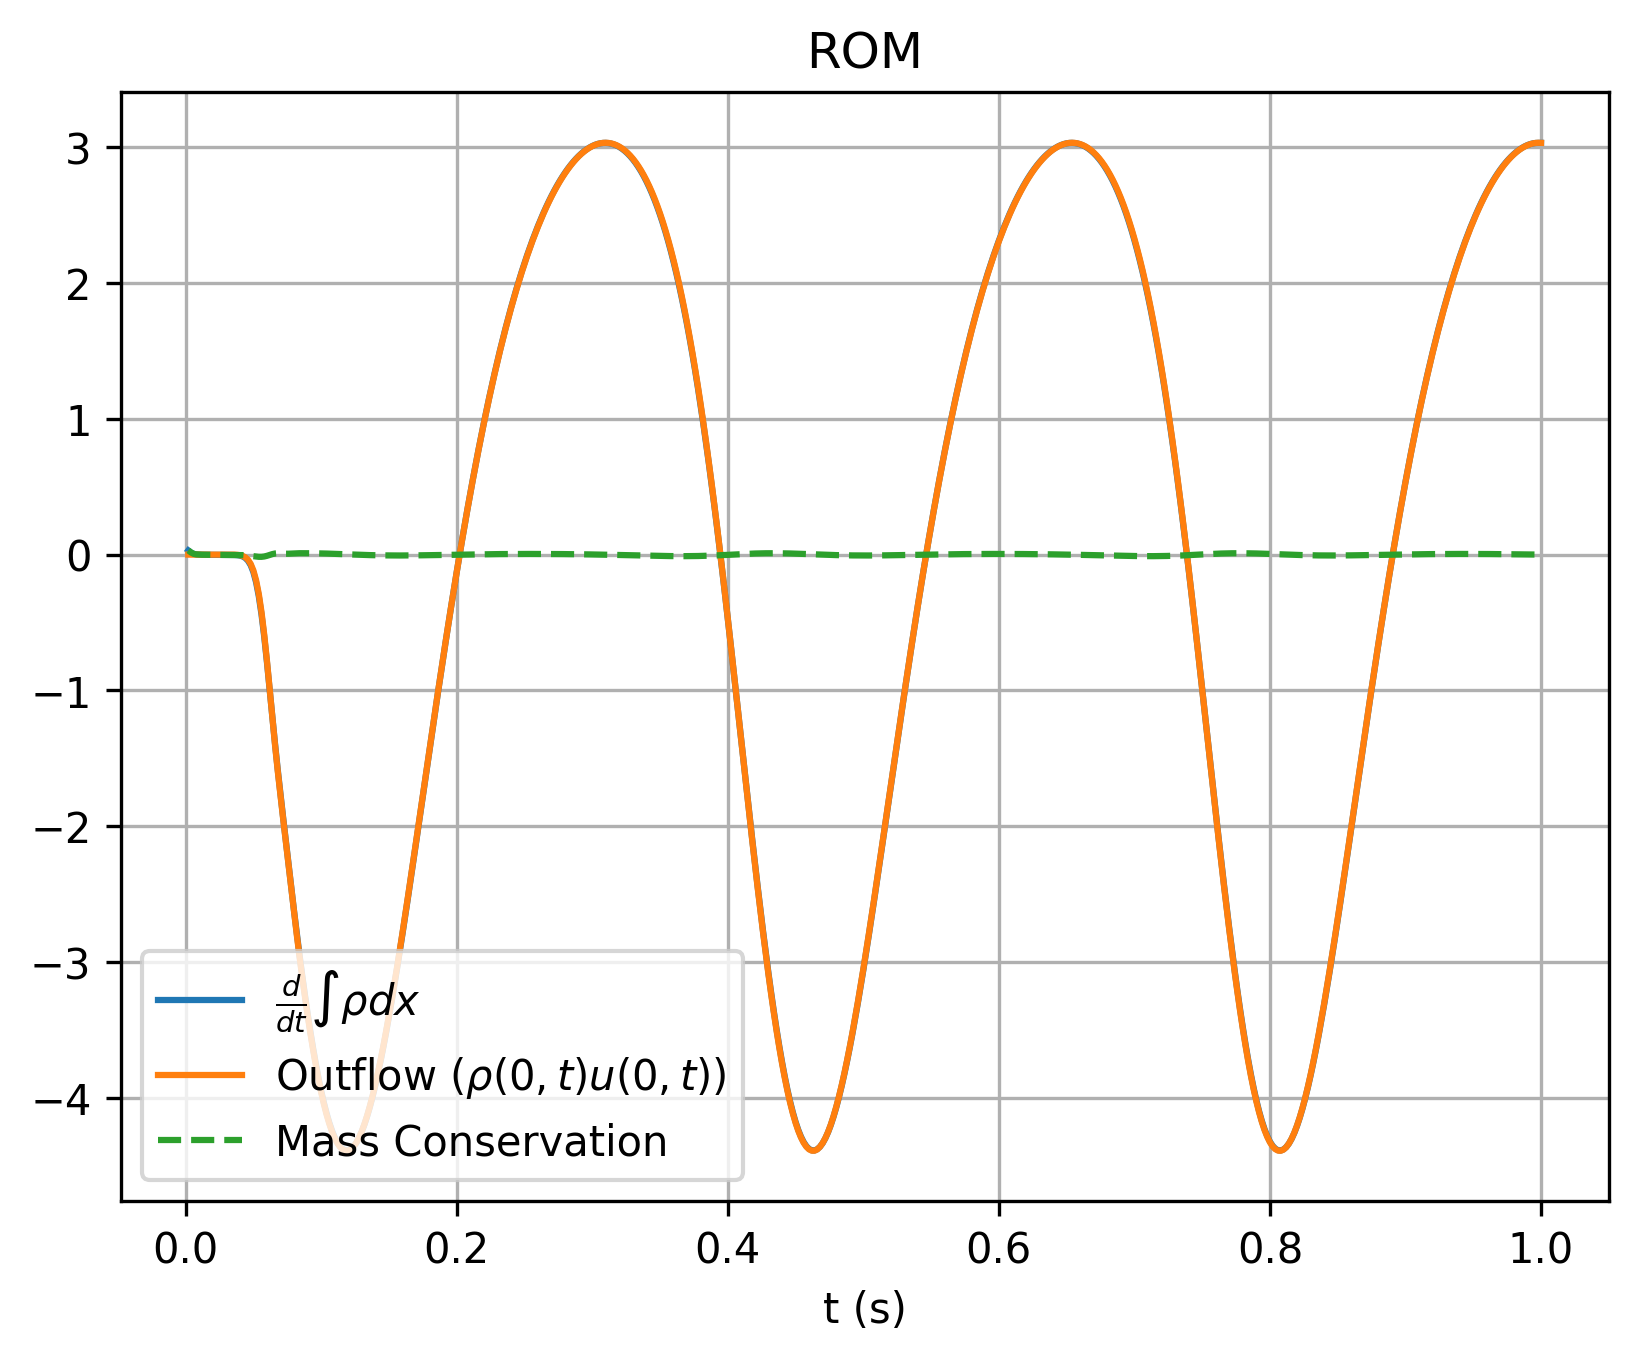 ROM
3
2
1
0
−1
−2
−3
−4
d/dt ∫ρdx
Outflow (ρ(0, t)u(0, t))
Mass Conservation
0.0 0.2 0.4 0.6 0.8 1.0
t (s)